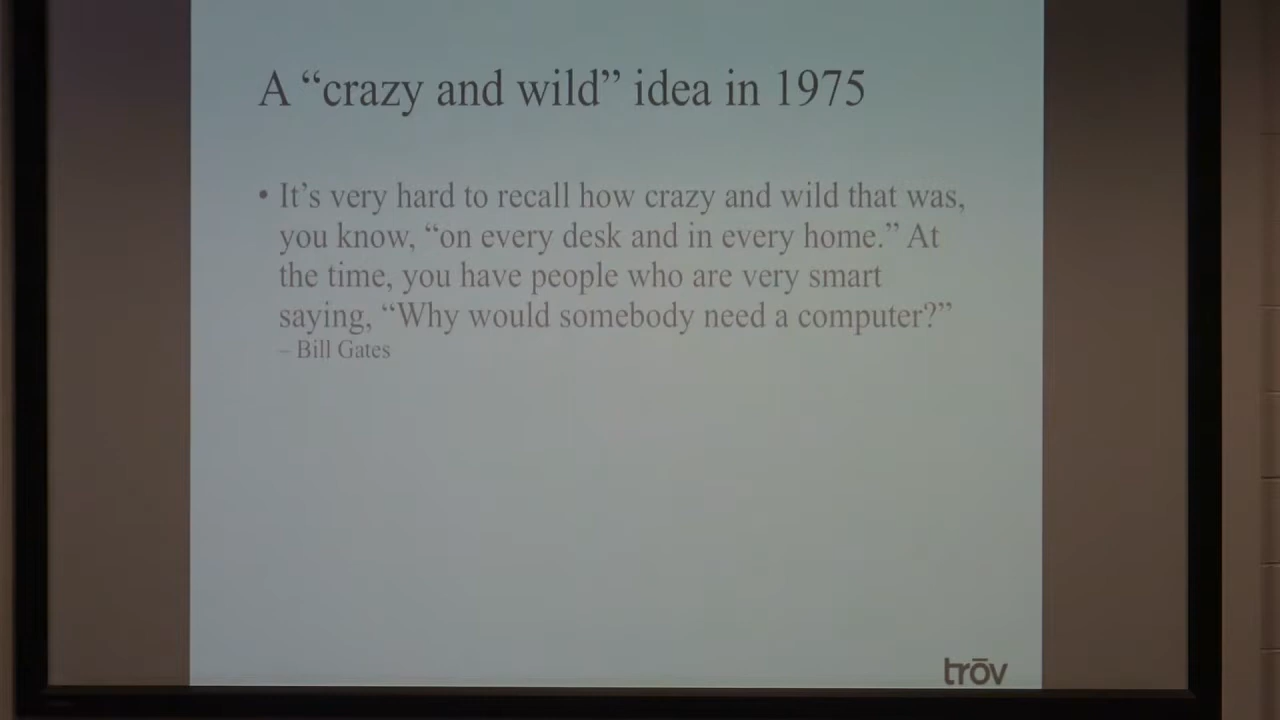 A “crazy and wild” idea in 1975
• It’s very hard to recall how crazy and wild that was,
you know, “on every desk and in every home.” At
the time, you have people who are very smart
saying, “Why would somebody need a computer?”
– Bill Gates
trōv